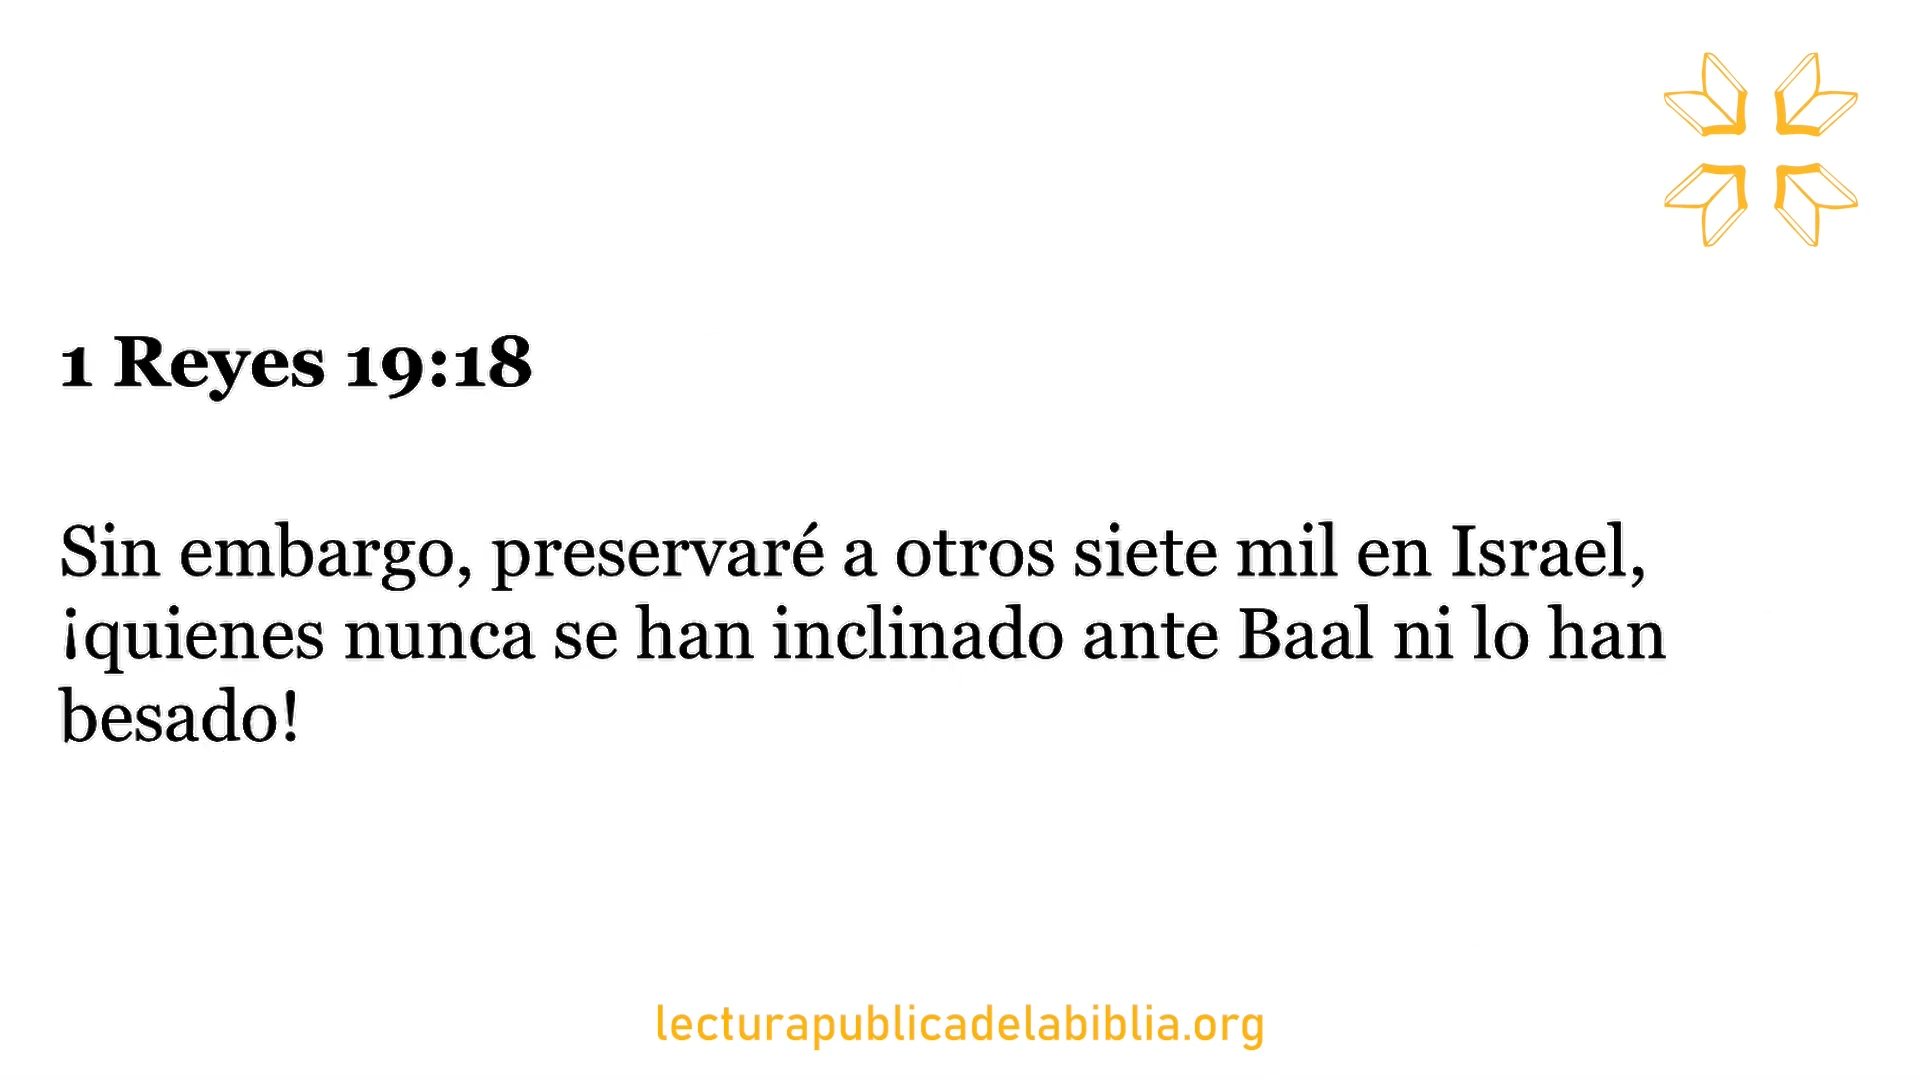 1 Reyes 19:18
Sin embargo, preservaré a otros siete mil en Israel,
¡quienes nunca se han inclinado ante Baal ni lo han
besado!
lecturapublicadelabiblia.org